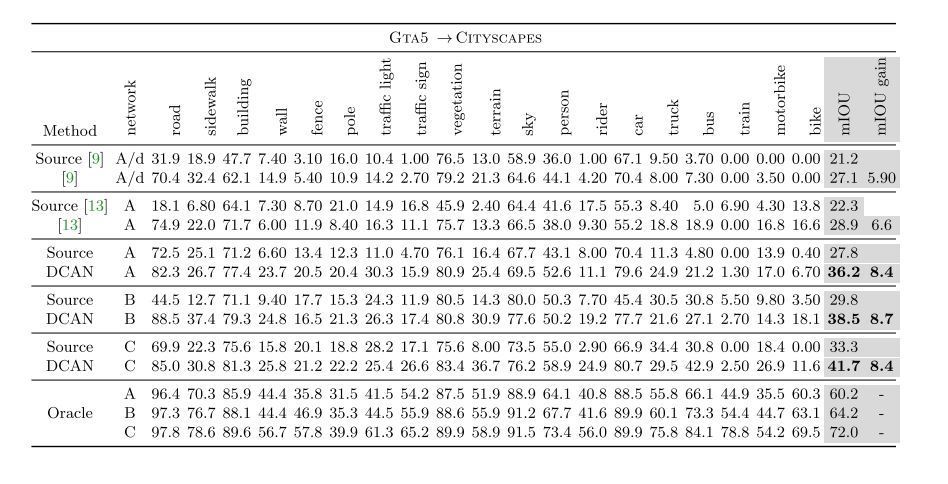 GTA5 → CITYSCAPES
Method network road sidewalk building wall fence pole traffic light traffic sign vegetation terrain sky person rider car truck bus train motorbike bike mIOU mIOU gain
Source [9] A/d 31.9 18.9 47.7 7.40 3.10 16.0 10.4 1.00 76.5 13.0 58.9 36.0 1.00 67.1 9.50 3.70 0.00 0.00 0.00 21.2
[9] A/d 70.4 32.4 62.1 14.9 5.40 10.9 14.2 2.70 79.2 21.3 64.6 44.1 4.20 70.4 8.00 7.30 0.00 3.50 0.00 27.1 5.90
Source [13] A 18.1 6.80 64.1 7.30 8.70 21.0 14.9 16.8 45.9 2.40 64.4 41.6 17.5 55.3 8.40 5.0 6.90 4.30 13.8 22.3
[13] A 74.9 22.0 71.7 6.00 11.9 8.40 16.3 11.1 75.7 13.3 66.5 38.0 9.30 55.2 18.8 18.9 0.00 16.8 16.6 28.9 6.6
Source A 72.5 25.1 71.2 6.60 13.4 12.3 11.0 4.70 76.1 16.4 67.7 43.1 8.00 70.4 11.3 4.80 0.00 13.9 0.40 27.8
DCAN A 82.3 26.7 77.4 23.7 20.5 20.4 30.3 15.9 80.9 25.4 69.5 52.6 11.1 79.6 24.9 21.2 1.30 17.0 6.70 36.2 8.4
Source B 44.5 12.7 71.1 9.40 17.7 15.3 24.3 11.9 80.5 14.3 80.0 50.3 7.70 45.4 30.5 30.8 5.50 9.80 3.50 29.8
DCAN B 88.5 37.4 79.3 24.8 16.5 21.3 26.3 17.4 80.8 30.9 77.6 50.2 19.2 77.7 21.6 27.1 2.70 14.3 18.1 38.5 8.7
Source C 69.9 22.3 75.6 15.8 20.1 18.8 28.2 17.1 75.6 8.00 73.5 55.0 2.90 66.9 34.4 30.8 0.00 18.4 0.00 33.3
DCAN C 85.0 30.8 81.3 25.8 21.2 22.2 25.4 26.6 83.4 36.7 76.2 58.9 24.9 80.7 29.5 42.9 2.50 26.9 11.6 41.7 8.4
A 96.4 70.3 85.9 44.4 35.8 31.5 41.5 54.2 87.5 51.9 88.9 64.1 40.8 88.5 55.8 66.1 44.9 35.5 60.3 60.2 -
Oracle B 97.3 76.7 88.1 44.4 46.9 35.3 44.5 55.9 88.6 55.9 91.2 67.7 41.6 89.9 60.1 73.3 54.4 44.7 63.1 64.2 -
C 97.8 78.6 89.6 56.7 57.8 39.9 61.3 65.2 89.9 58.9 91.5 73.4 56.0 89.9 75.8 84.1 78.8 54.2 69.5 72.0 -